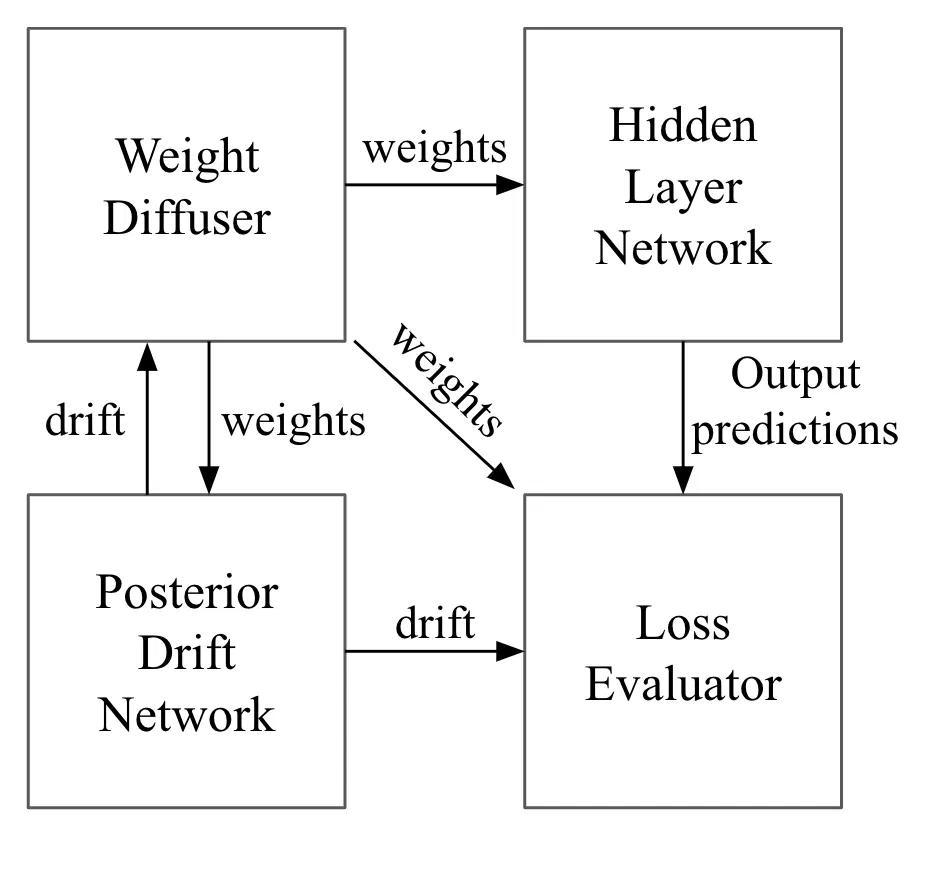 Weight
Diffuser
weights
Hidden
Layer
Network
drift
weights
weights
Output
predictions
Posterior
Drift
Network
drift
Loss
Evaluator